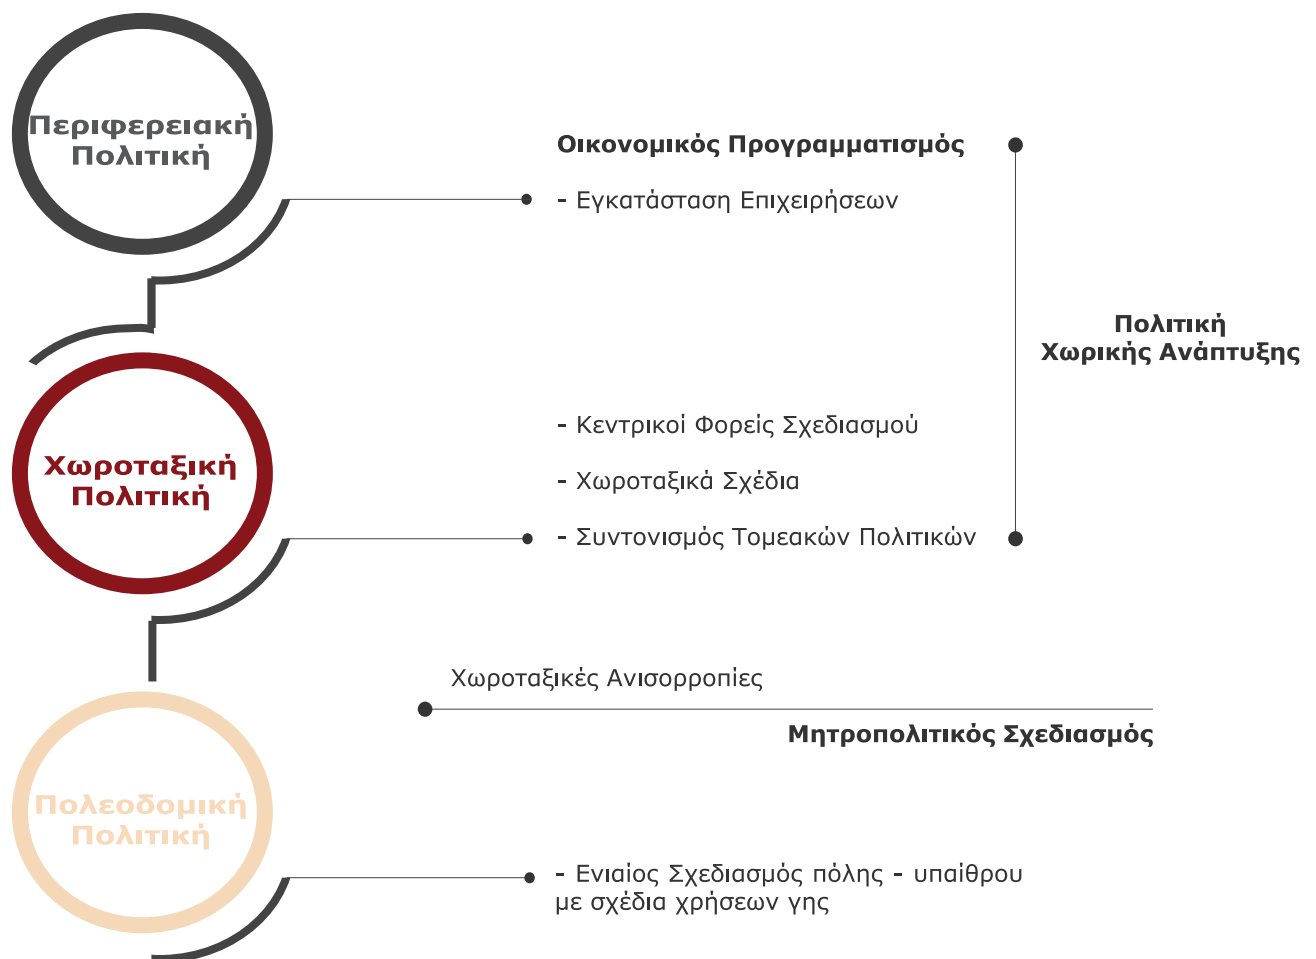 Περιφερειακή
Πολιτική
Οικονομικός Προγραμματισμός
- Εγκατάσταση Επιχειρήσεων
Πολιτική
Χωρικής Ανάπτυξης
Χωροταξική
Πολιτική
- Κεντρικοί Φορείς Σχεδιασμού
- Χωροταξικά Σχέδια
- Συντονισμός Τομεακών Πολιτικών
Χωροταξικές Ανισορροπίες
Μητροπολιτικός Σχεδιασμός
Πολεοδομική
Πολιτική
- Ενιαίος Σχεδιασμός πόλης - υπαίθρου
με σχέδια χρήσεων γης